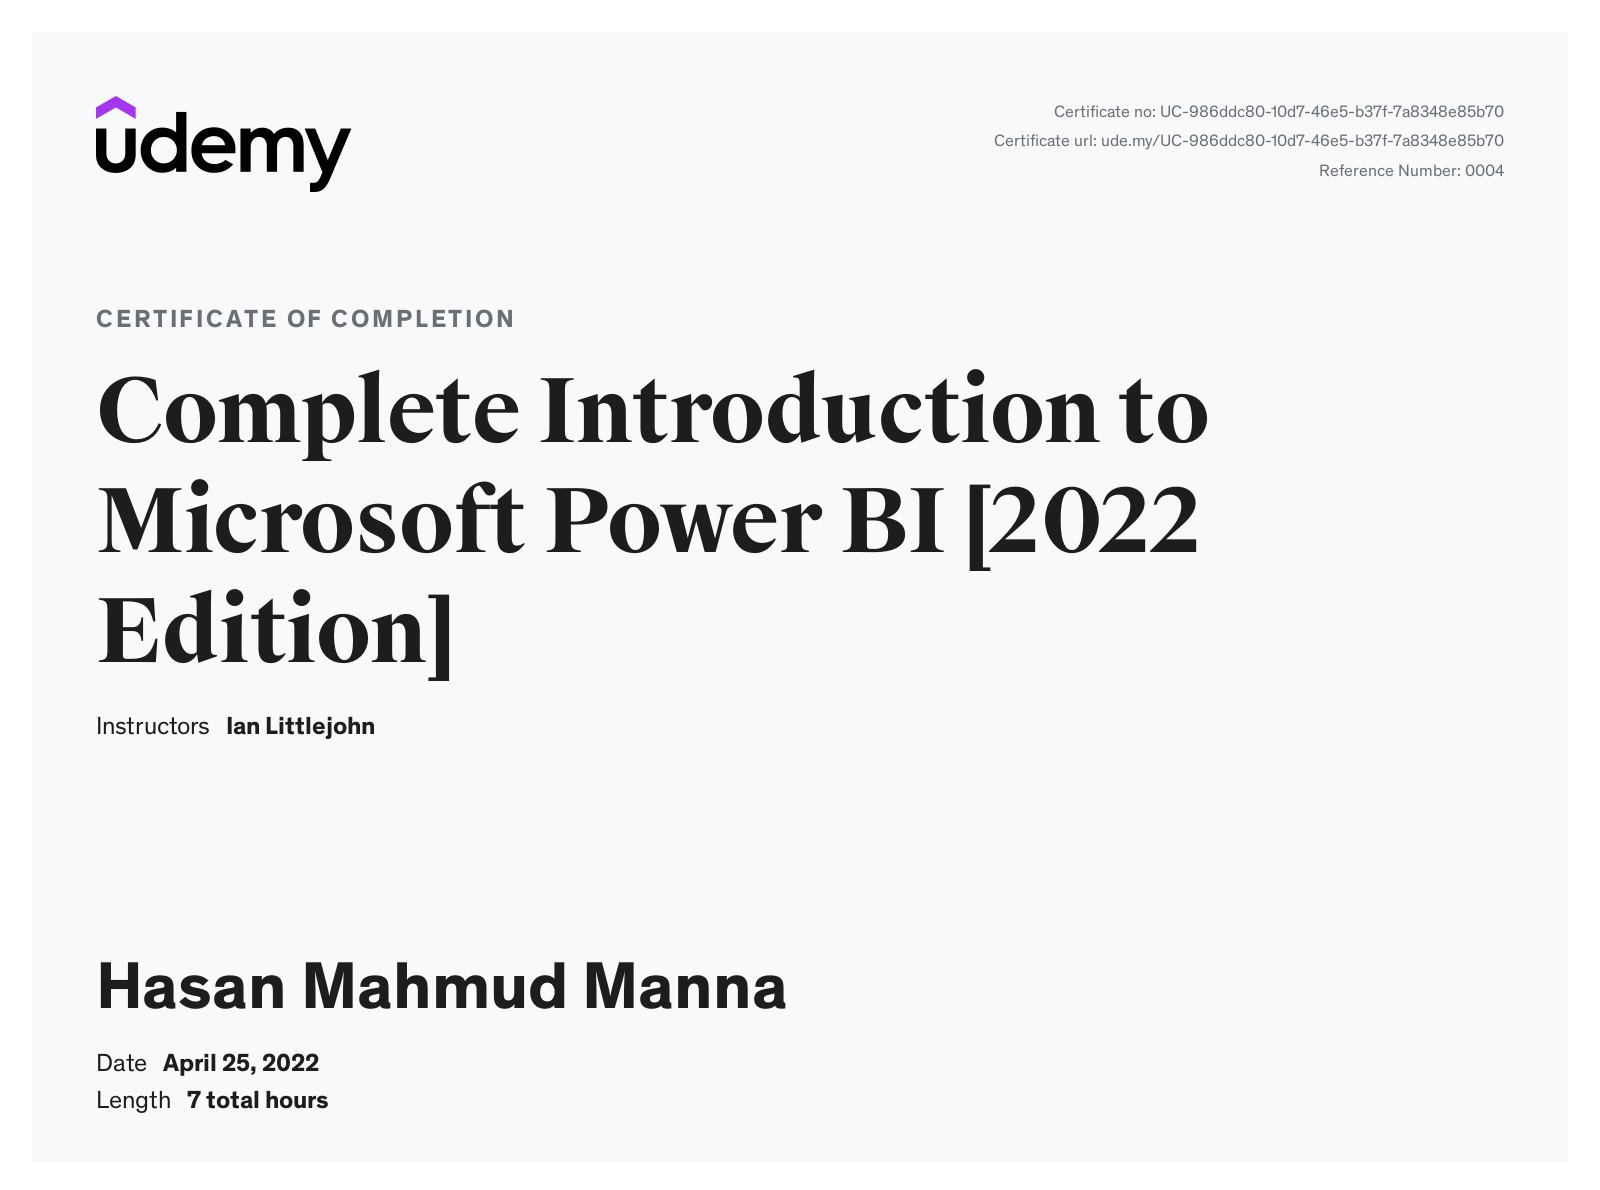 udemy
Certificate no: UC-986ddc80-10d7-46e5-b37f-7a8348e85b70
Certificate url: ude.my/UC-986ddc80-10d7-46e5-b37f-7a8348e85b70
Reference Number: 0004
CERTIFICATE OF COMPLETION
Complete Introduction to
Microsoft Power BI [2022
Edition]
Instructors Ian Littlejohn
Hasan Mahmud Manna
Date April 25, 2022
Length 7 total hours